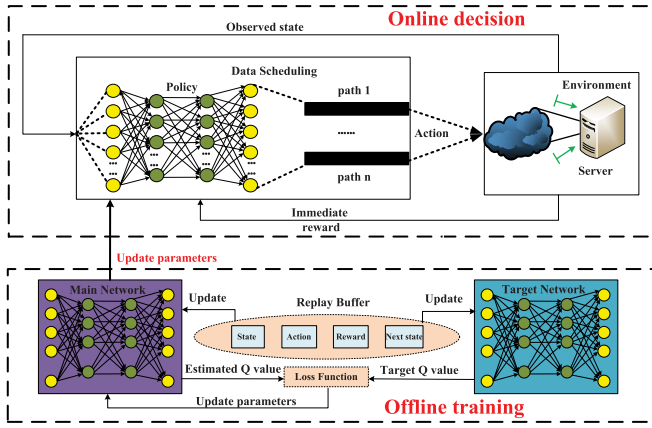 Online decision
Observed state
Data Scheduling
Policy
path 1
......
path n
Action
Environment
Server
...
...
...
...
...
...
Immediate
reward
Update parameters
Main Network
Target Network
Update
Replay Buffer
Update
State
Action
Reward
Next state
Estimated Q value
Loss Function
Target Q value
Update parameters
Offline training